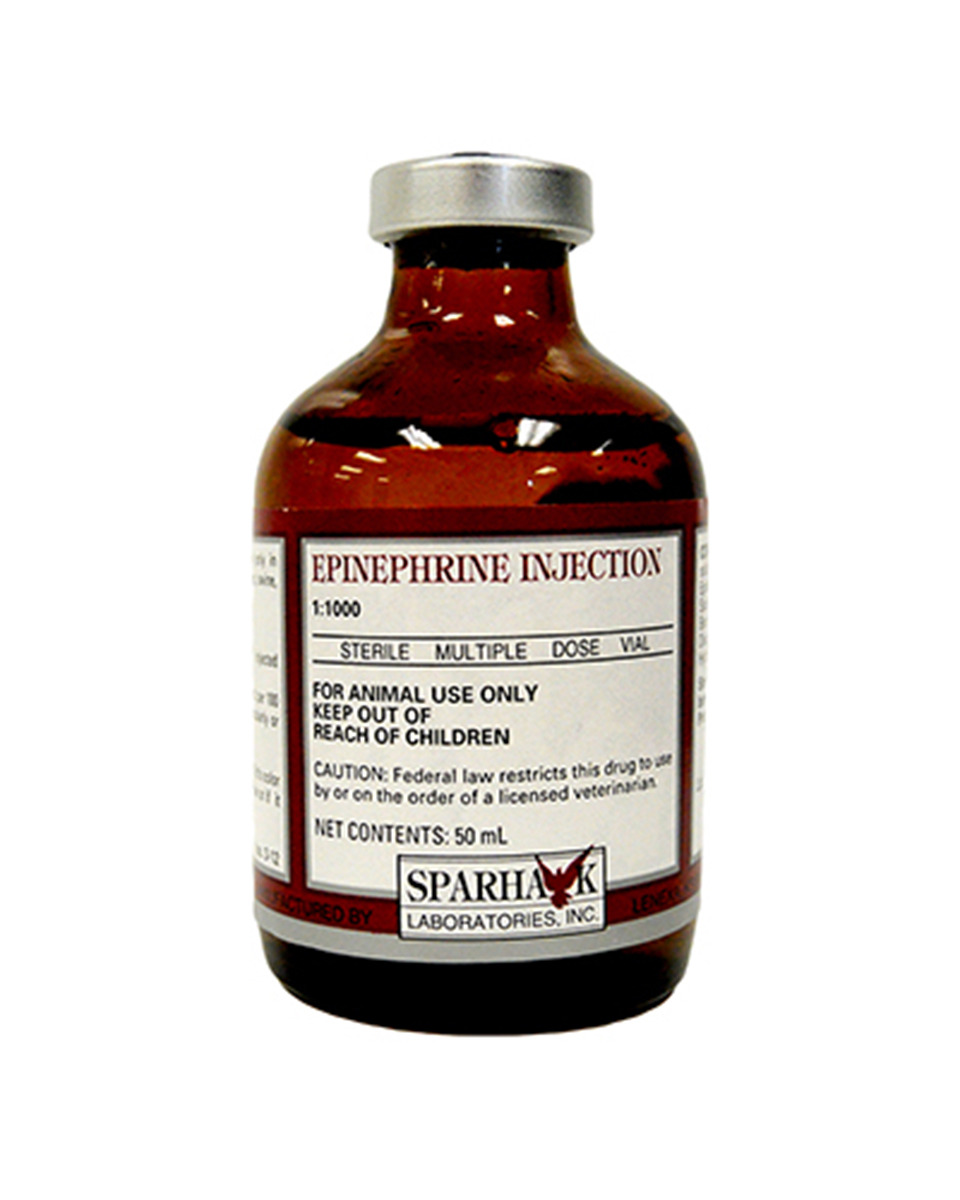 EPINEPHRINE INJECTION
1:1000
STERILE MULTIPLE DOSE VIAL
FOR ANIMAL USE ONLY
KEEP OUT OF
REACH OF CHILDREN
CAUTION: Federal law restricts this drug to use
by or on the order of a licensed veterinarian.
NET CONTENTS: 50 mL
SPARHAWK
LABORATORIES, INC.
BY